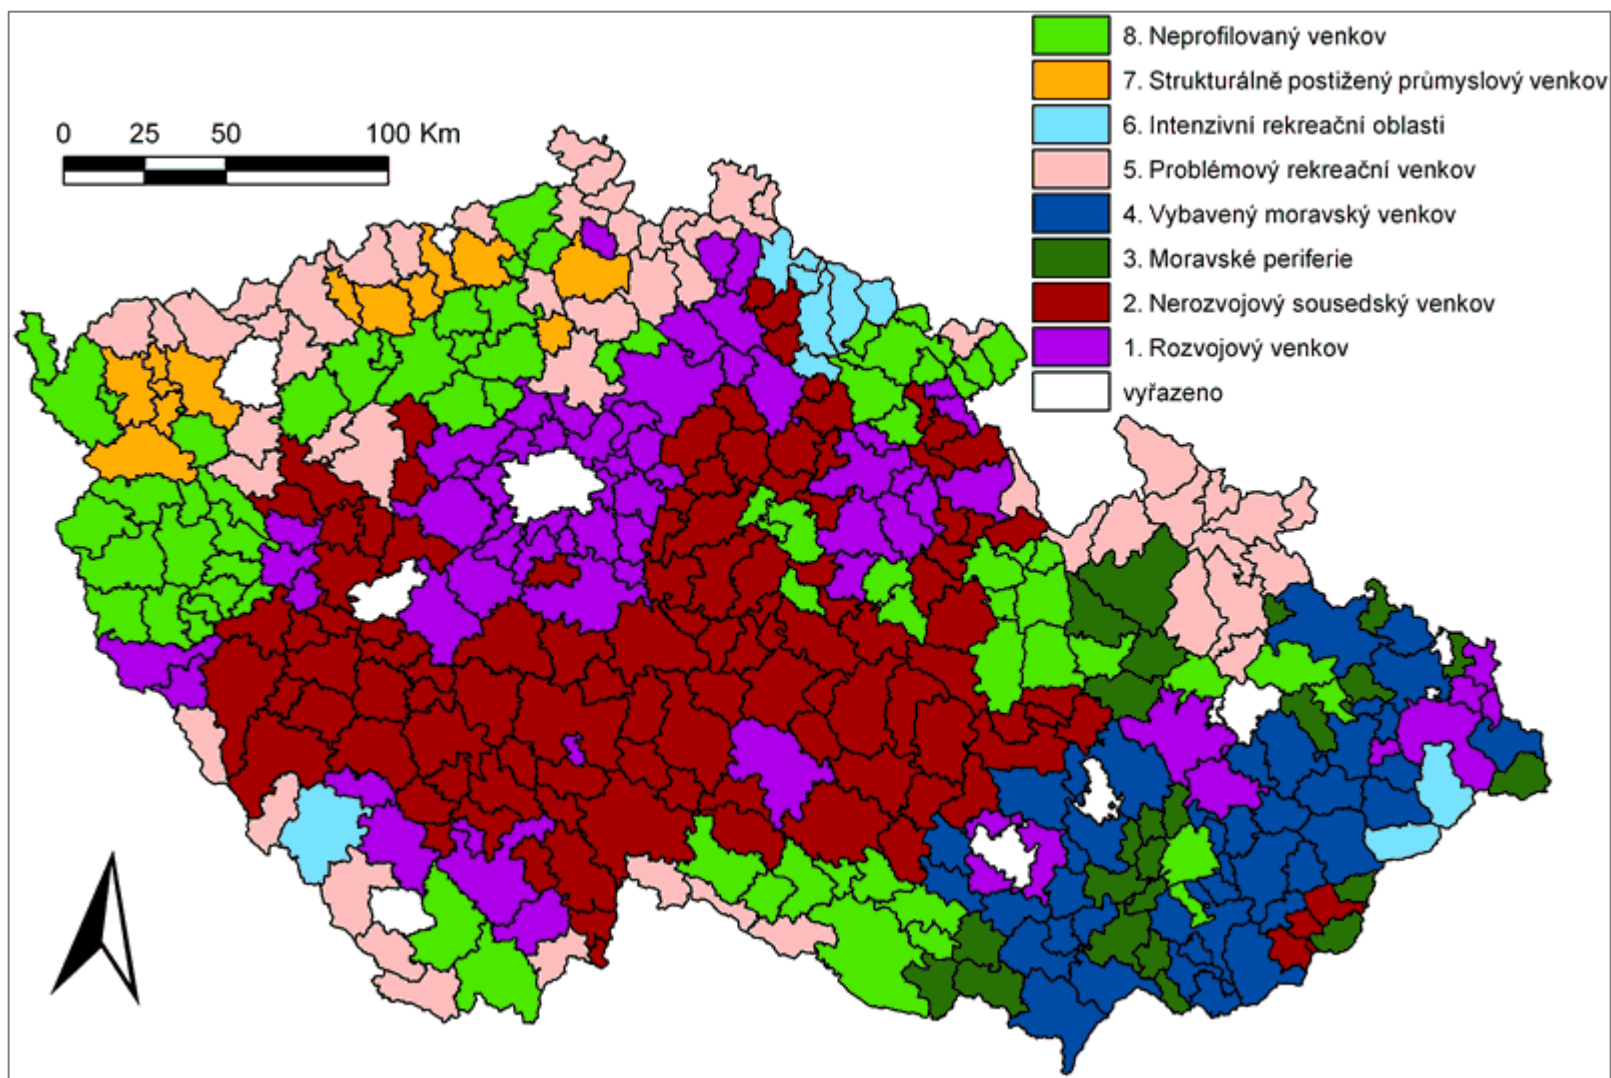 8. Neprofilovaný venkov
7. Strukturálně postižený průmyslový venkov
6. Intenzivní rekreační oblasti
5. Problémový rekreační venkov
4. Vybavený moravský venkov
3. Moravské periferie
2. Nerozvojový sousedský venkov
1. Rozvojový venkov
vyřazeno
0 25 50 100 Km